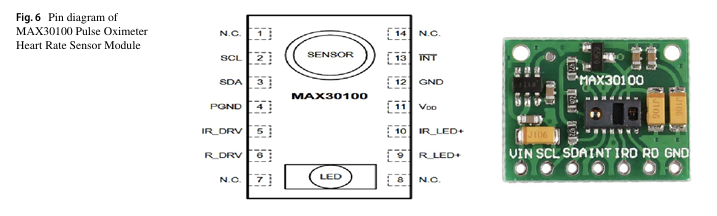 Fig. 6 Pin diagram of
MAX30100 Pulse Oximeter
Heart Rate Sensor Module
N.C. 1
SCL 2
SDA 3
PGND 4
IR_DRV 5
R_DRV 6
N.C. 7
SENSOR
MAX30100
LED
14 N.C.
13 INT
12 GND
11 VDD
10 IR_LED+
9 R_LED+
8 N.C.
MAX30100
J106
VIN SCL SDA INT IRD RD GND